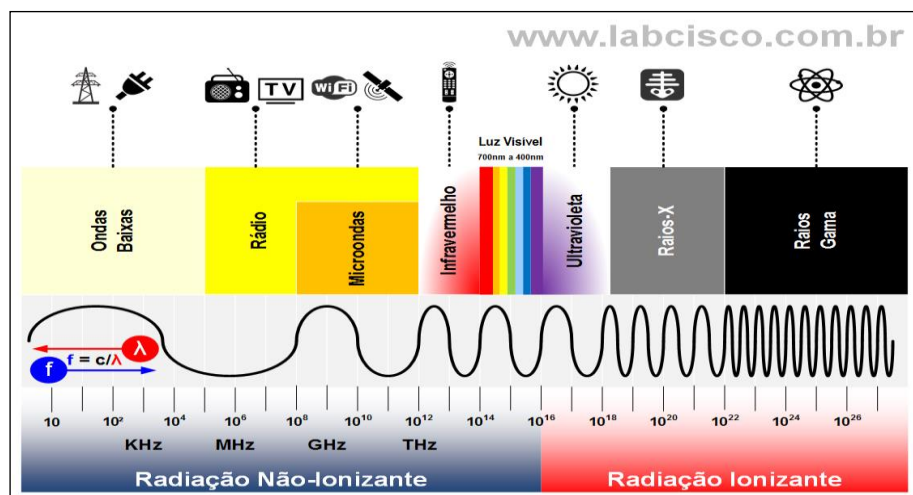 www.labcisco.com.br
TV
WiFi
Luz Visível
700nm a 400nm
Ondas
Baixas
Rádio
Microondas
Infravermelho
Ultravioleta
Raios-X
Raios
Gama
λ
f = c/λ
f
10 10² 10⁴ 10⁶ 10⁸ 10¹⁰ 10¹² 10¹⁴ 10¹⁶ 10¹⁸ 10²⁰ 10²² 10²⁴ 10²⁶
KHz MHz GHz THz
Radiação Não-Ionizante Radiação Ionizante